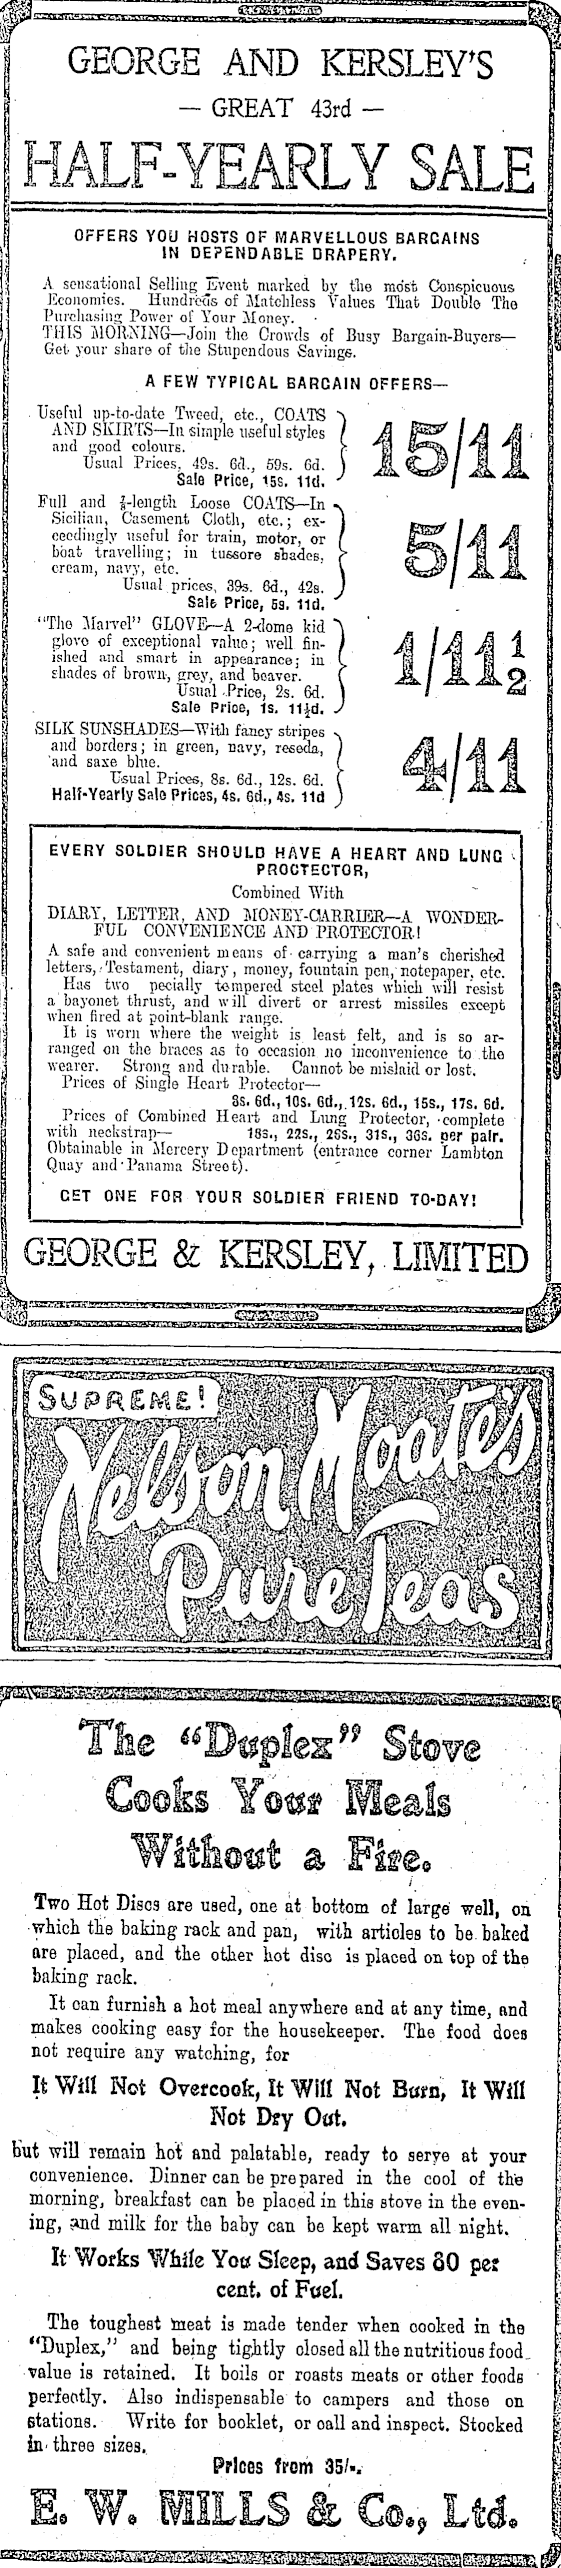 GEORGE AND KERSLEY'S
— GREAT 43rd —
HALF-YEARLY SALE
OFFERS YOU HOSTS OF MARVELLOUS BARGAINS
IN DEPENDABLE DRAPERY.
A sensational Selling Event marked by the most Conspicuous
Economies. Hundreds of Matchless Values That Double The
Purchasing Power of Your Money.
THIS MORNING—Join the Crowds of Busy Bargain-Buyers—
Get your share of the Stupendous Savings.
A FEW TYPICAL BARGAIN OFFERS—
Useful up-to-date Tweed, etc., COATS
AND SKIRTS—In simple useful styles
and good colours.
Usual Prices, 49s. 6d., 59s. 6d.
Sale Price, 15s. 11d.
15/11
Full and ⅞-length Loose COATS—In
Sicilian, Casement Cloth, etc.; ex-
ceedingly useful for train, motor, or
boat travelling; in tussore shades,
cream, navy, etc.
Usual prices, 39s. 6d., 42s.
Sale Price, 5s. 11d.
5/11
"The Marvel" GLOVE—A 2-dome kid
glove of exceptional value; well fin-
ished and smart in appearance; in
shades of brown, grey, and beaver.
Usual Price, 2s. 6d.
Sale Price, 1s. 11½d.
1/11½
SILK SUNSHADES—With fancy stripes
and borders; in green, navy, reseda,
and saxe blue.
Usual Prices, 8s. 6d., 12s. 6d.
Half-Yearly Sale Prices, 4s. 6d., 4s. 11d
4/11
EVERY SOLDIER SHOULD HAVE A HEART AND LUNG
PROCTECTOR,
Combined With
DIARY, LETTER, AND MONEY-CARRIER—A WONDER-
FUL CONVENIENCE AND PROTECTOR!
A safe and convenient means of carrying a man's cherished
letters, Testament, diary, money, fountain pen, notepaper, etc.
Has two pecially tempered steel plates which will resist
a bayonet thrust, and will divert or arrest missiles except
when fired at point-blank range.
It is worn where the weight is least felt, and is so ar-
ranged on the braces as to occasion no inconvenience to the
wearer. Strong and durable. Cannot be mislaid or lost.
Prices of Single Heart Protector—
8s. 6d., 10s. 6d., 12s. 6d., 15s., 17s. 6d.
Prices of Combined Heart and Lung Protector, complete
with neckstrap— 18s., 22s., 26s., 31s., 36s. per pair.
Obtainable in Mercery Department (entrance corner Lambton
Quay and Panama Street).
GET ONE FOR YOUR SOLDIER FRIEND TO-DAY!
GEORGE & KERSLEY, LIMITED
SUPREME!
Nelson Moate's
Pure Teas
The "Duplex" Stove
Cooks Your Meals
Without a Fire.
Two Hot Discs are used, one at bottom of large well, on
which the baking rack and pan, with articles to be baked
are placed, and the other hot disc is placed on top of the
baking rack.
It can furnish a hot meal anywhere and at any time, and
makes cooking easy for the housekeeper. The food does
not require any watching, for
It Will Not Overcook, It Will Not Burn, It Will
Not Dry Out.
but will remain hot and palatable, ready to serve at your
convenience. Dinner can be prepared in the cool of the
morning, breakfast can be placed in this stove in the even-
ing, and milk for the baby can be kept warm all night.
It Works While You Sleep, and Saves 80 per
cent. of Fuel.
The toughest meat is made tender when cooked in the
"Duplex," and being tightly closed all the nutritious food
value is retained. It boils or roasts meats or other foods
perfectly. Also indispensable to campers and those on
stations. Write for booklet, or call and inspect. Stocked
in three sizes.
Prices from 35/-.
E. W. MILLS & Co., Ltd.